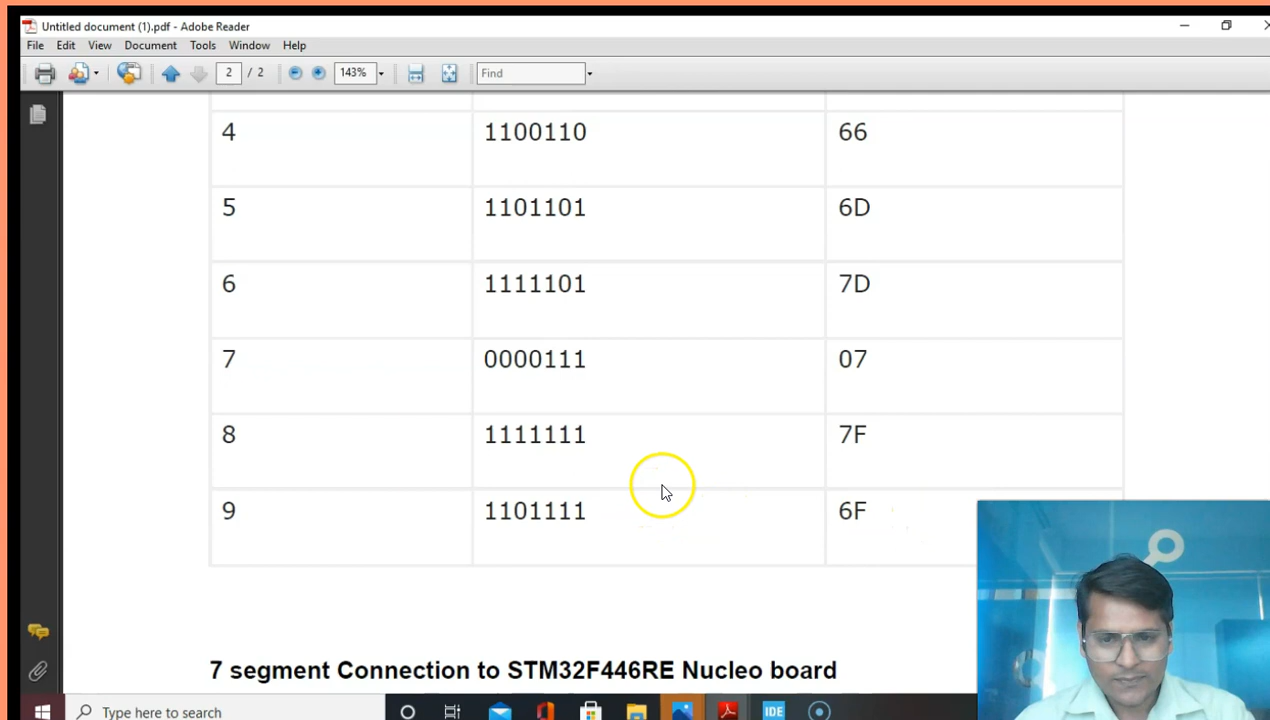 Untitled document (1).pdf - Adobe Reader
File Edit View Document Tools Window Help
2 / 2 143% Find
4 1100110 66
5 1101101 6D
6 1111101 7D
7 0000111 07
8 1111111 7F
9 1101111 6F
7 segment Connection to STM32F446RE Nucleo board
Type here to search IDE